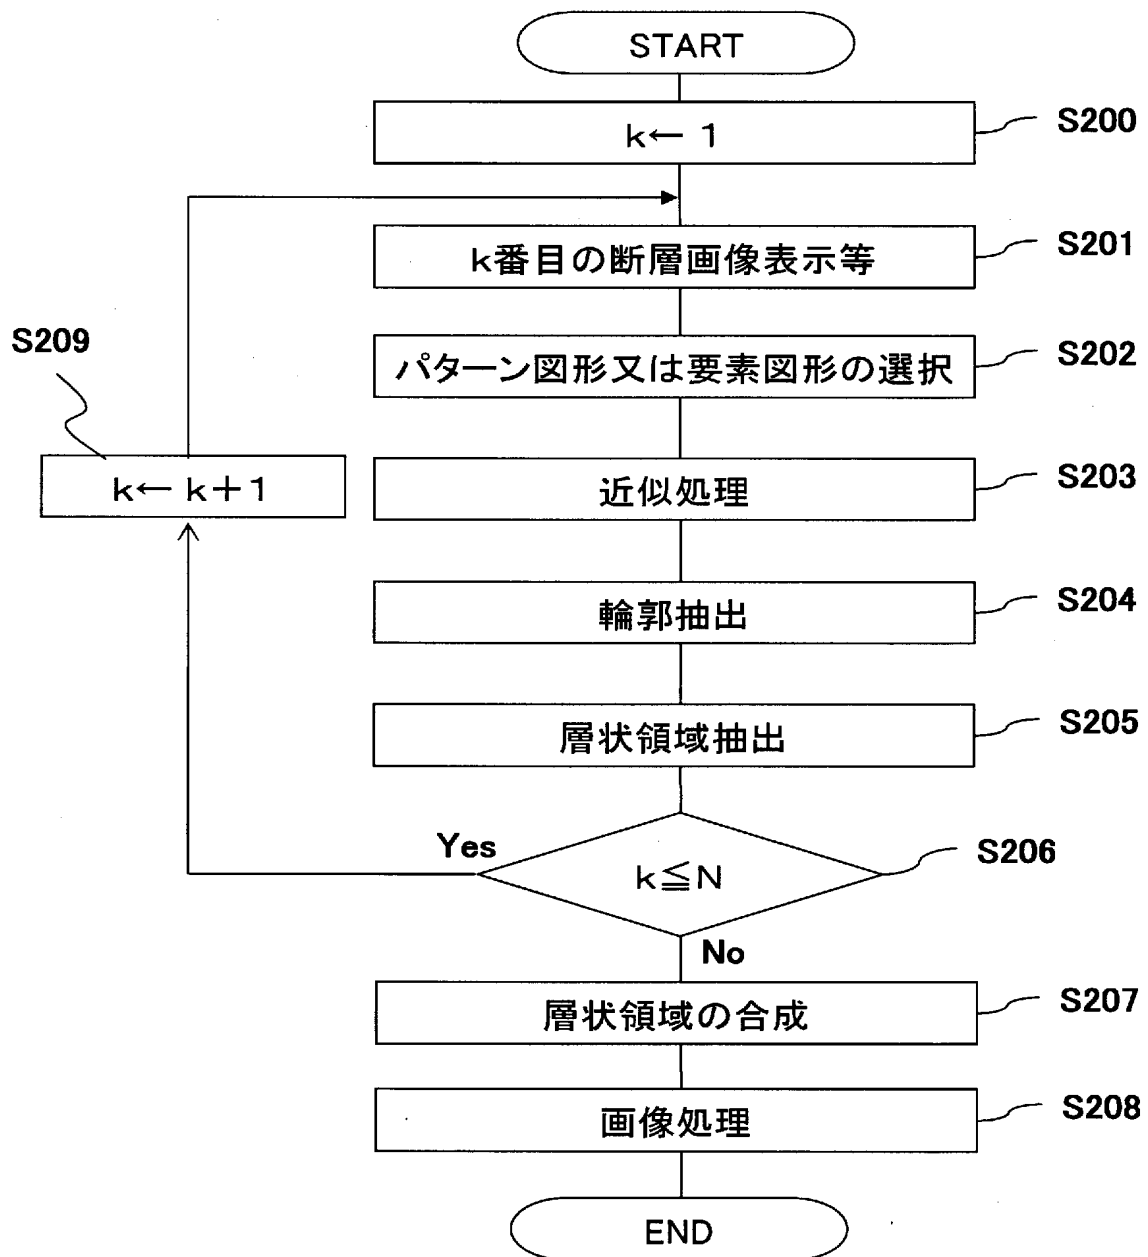 START
k← 1
S200
k番目の断層画像表示等
S201
パターン図形又は要素図形の選択
S202
S209
k← k+1
近似処理
S203
輪郭抽出
S204
層状領域抽出
S205
Yes
k≦N
S206
No
層状領域の合成
S207
画像処理
S208
END